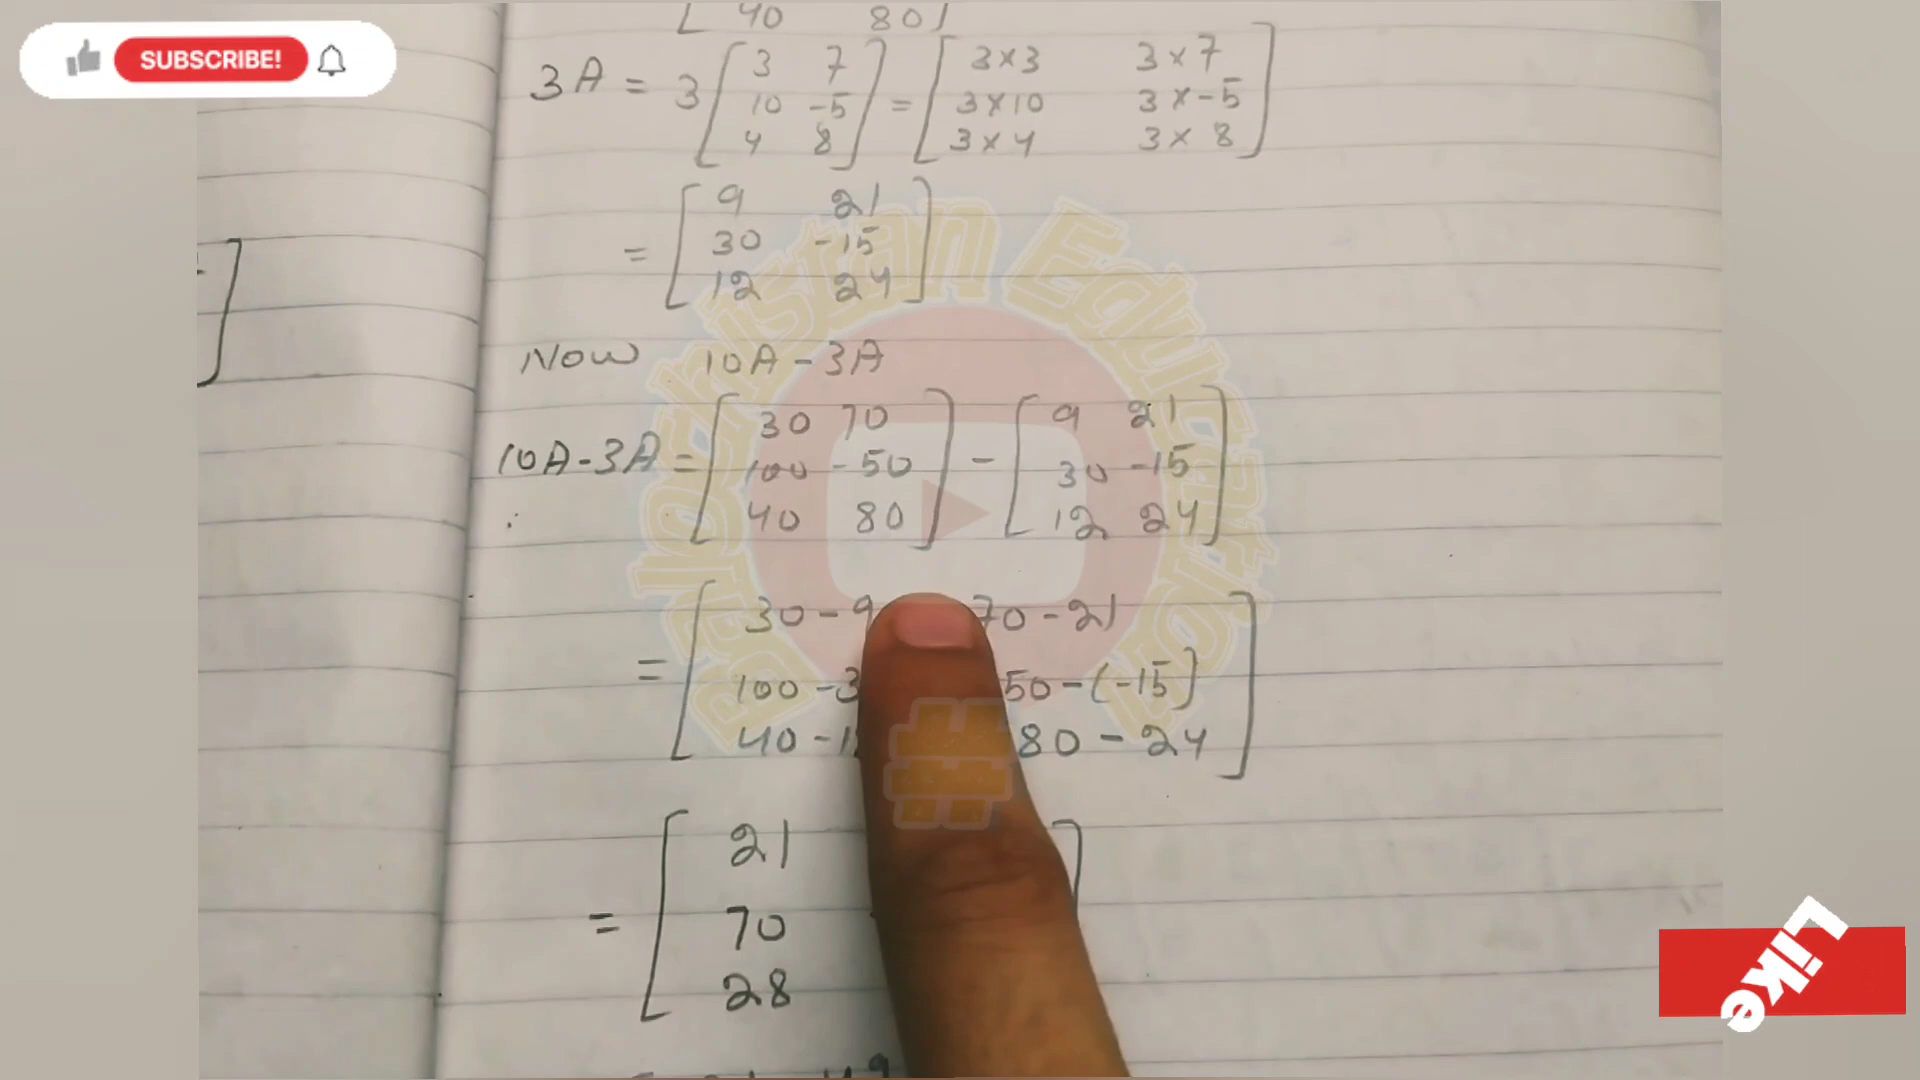 SUBSCRIBE!
40 80
3A = 3 [3 7 = [3×3 3×7
10 -5 3×10 3×-5
4 8] 3×4 3×8]
= [9 21
30 -15
12 24]
Now 10A-3A
10A-3A = [30 70 - [9 21
100 -50 30 -15
40 80] 12 24]
= [30-9 70-21
100-3 50-(-15)
40-1 80-24]
= [21
70
28
49
Balochistan Education
Like